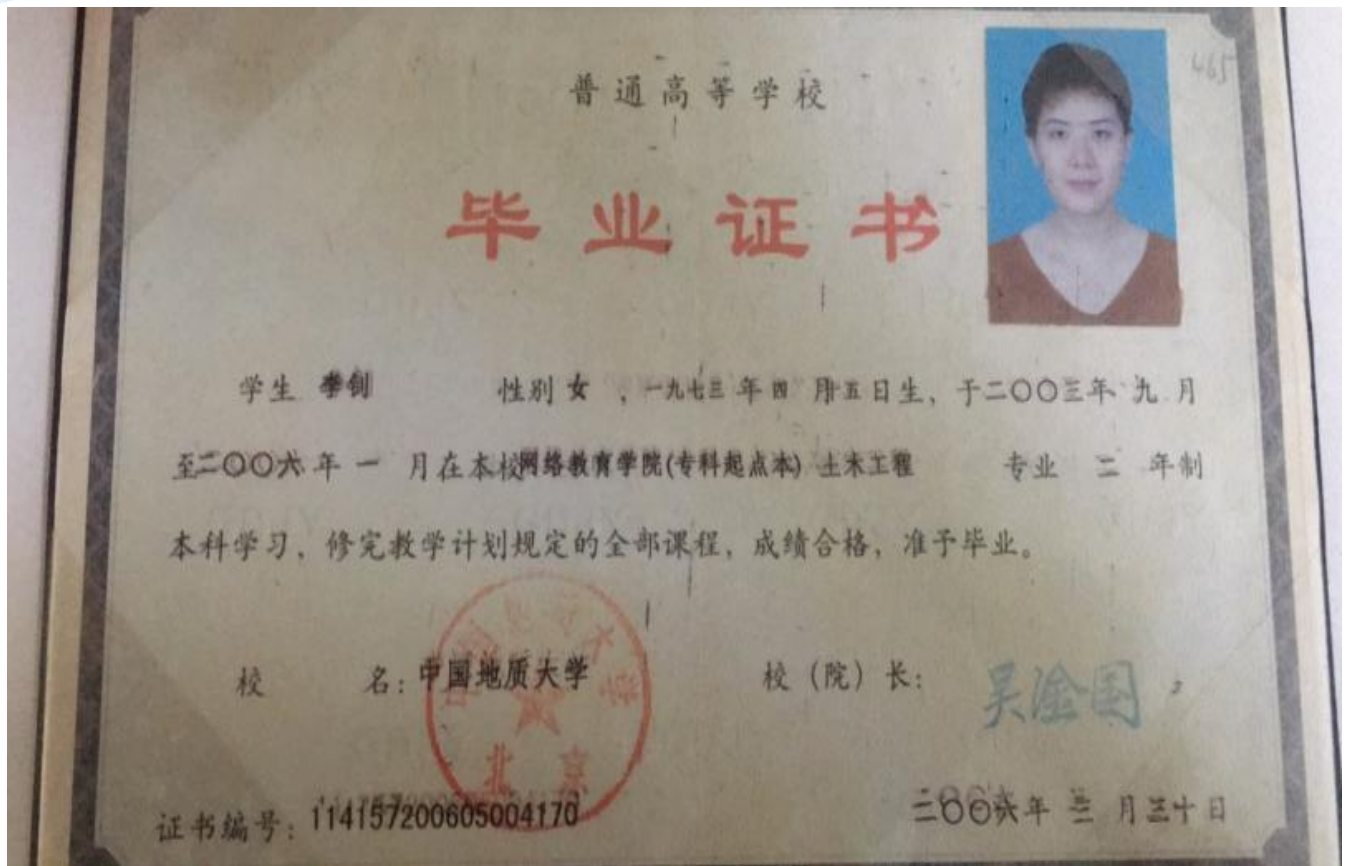 465
普通高等学校
毕业证书
学生 李钊 性别 女 ，一九七三 年 四 月 五 日生，于二〇〇三年 九 月
至二〇〇六 年 一 月在本校网络教育学院(专科起点本) 土木工程 专业 二 年制
本科学习，修完教学计划规定的全部课程，成绩合格，准予毕业。
校 名：中国地质大学 校（院）长：吴淦国
北京
证书编号：114157200605004170 二〇〇六年 三 月三十日